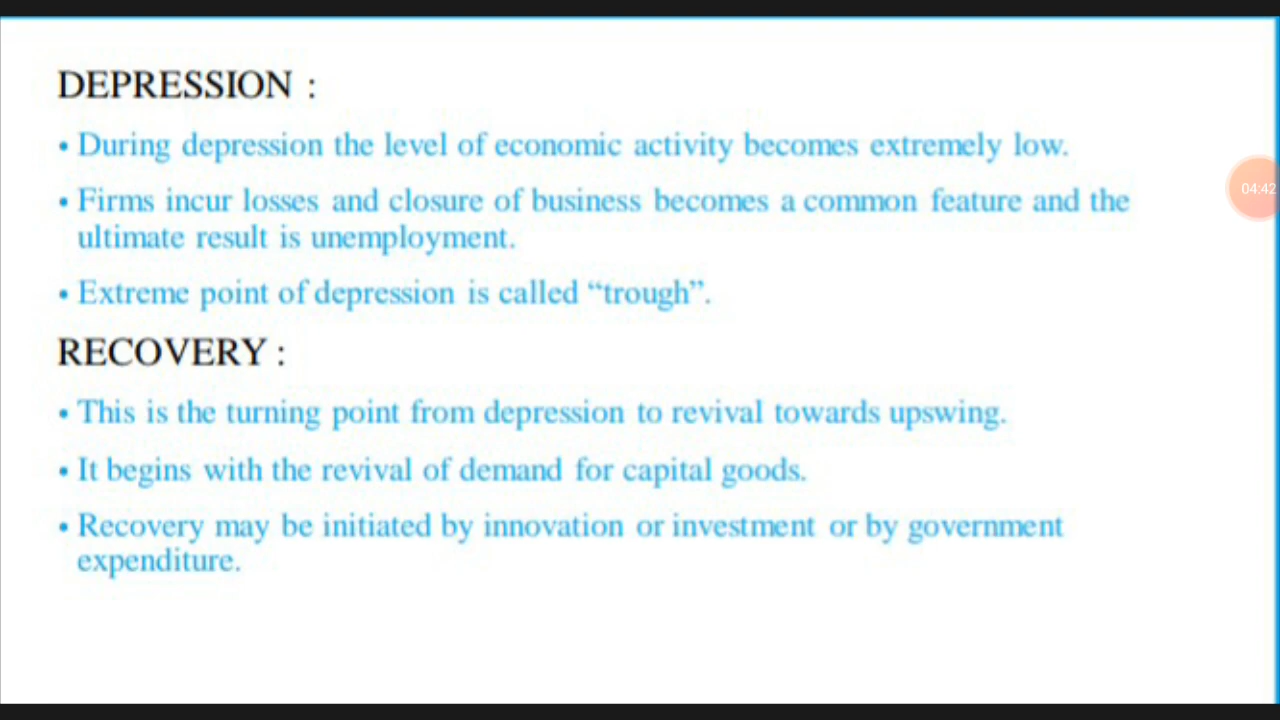 DEPRESSION :
• During depression the level of economic activity becomes extremely low.
• Firms incur losses and closure of business becomes a common feature and the
ultimate result is unemployment.
• Extreme point of depression is called “trough”.
RECOVERY :
• This is the turning point from depression to revival towards upswing.
• It begins with the revival of demand for capital goods.
• Recovery may be initiated by innovation or investment or by government
expenditure.
04:42